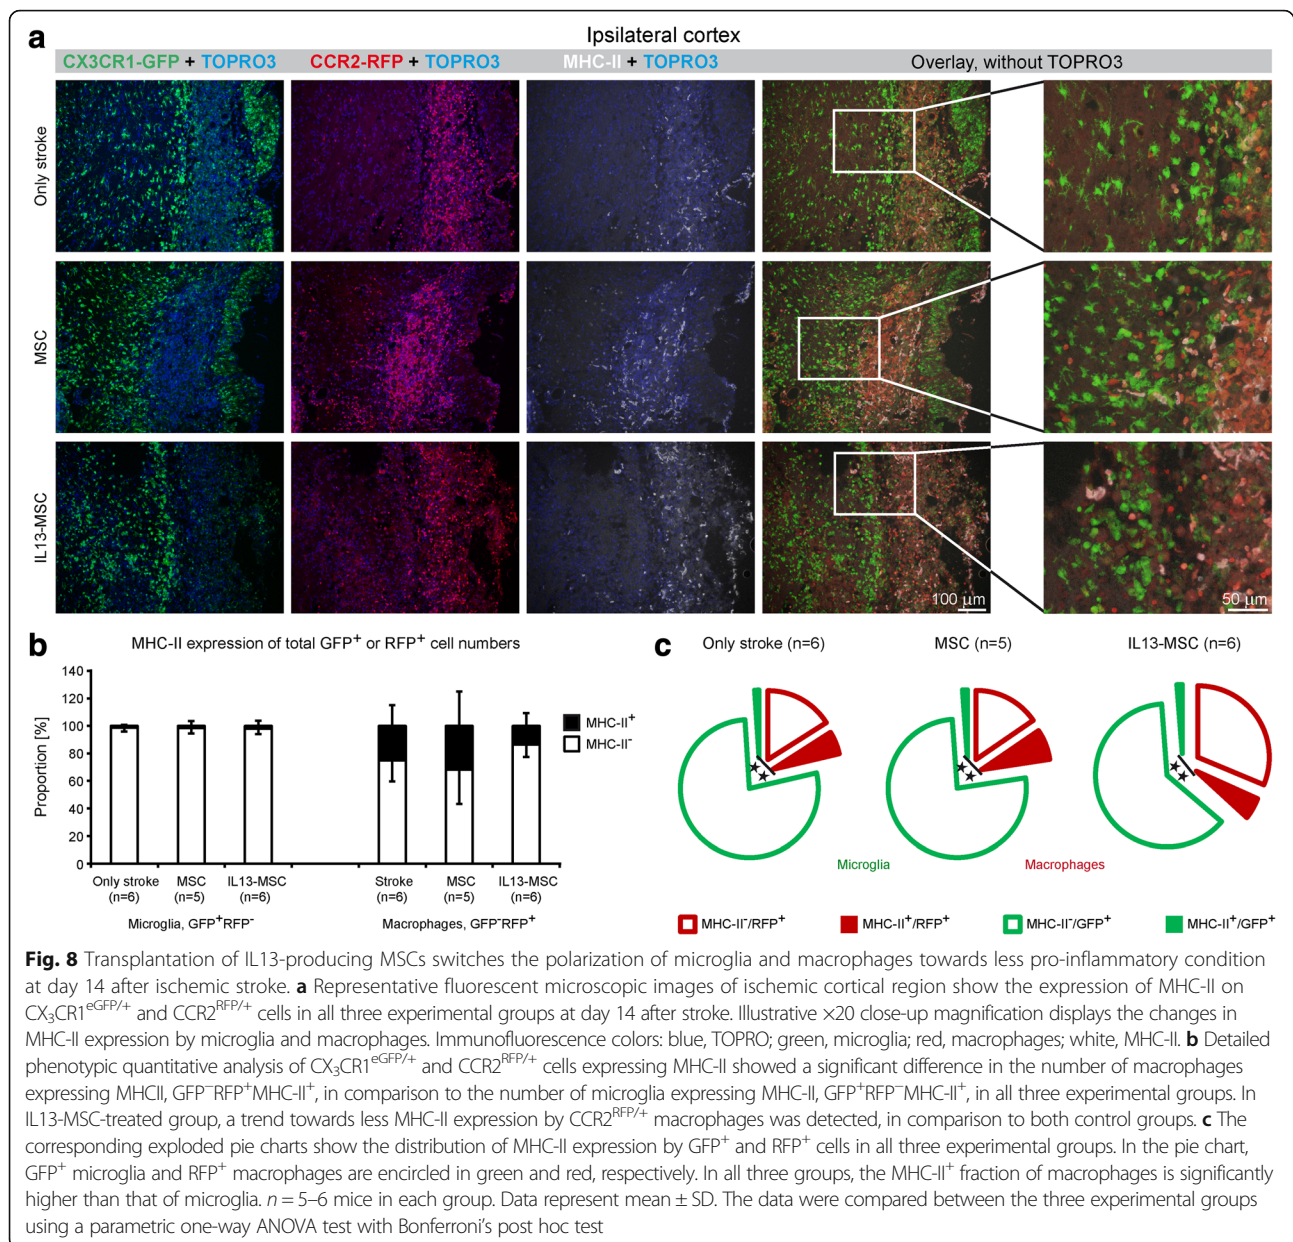 a
Ipsilateral cortex
CX3CR1-GFP + TOPRO3
CCR2-RFP + TOPRO3
MHC-II + TOPRO3
Overlay, without TOPRO3
Only stroke
MSC
IL13-MSC
100 µm
50 µm
b
MHC-II expression of total GFP⁺ or RFP⁺ cell numbers
Proportion [%]
140
120
100
80
60
40
20
0
MHC-II⁺
MHC-II⁻
Only stroke (n=6)
MSC (n=5)
IL13-MSC (n=6)
Stroke (n=6)
MSC (n=5)
IL13-MSC (n=6)
Microglia, GFP⁺RFP⁻
Macrophages, GFP⁻RFP⁺
c
Only stroke (n=6)
MSC (n=5)
IL13-MSC (n=6)
★★
★★
★★
Microglia
Macrophages
MHC-II⁻/RFP⁺
MHC-II⁺/RFP⁺
MHC-II⁻/GFP⁺
MHC-II⁺/GFP⁺
Fig. 8 Transplantation of IL13-producing MSCs switches the polarization of microglia and macrophages towards less pro-inflammatory condition
at day 14 after ischemic stroke. a Representative fluorescent microscopic images of ischemic cortical region show the expression of MHC-II on
CX₃CR1ᵉᴳᶠᴾ/⁺ and CCR2ᴿᶠᴾ/⁺ cells in all three experimental groups at day 14 after stroke. Illustrative ×20 close-up magnification displays the changes in
MHC-II expression by microglia and macrophages. Immunofluorescence colors: blue, TOPRO; green, microglia; red, macrophages; white, MHC-II. b Detailed
phenotypic quantitative analysis of CX₃CR1ᵉᴳᶠᴾ/⁺ and CCR2ᴿᶠᴾ/⁺ cells expressing MHC-II showed a significant difference in the number of macrophages
expressing MHCII, GFP⁻RFP⁺MHC-II⁺, in comparison to the number of microglia expressing MHC-II, GFP⁺RFP⁻MHC-II⁺, in all three experimental groups. In
IL13-MSC-treated group, a trend towards less MHC-II expression by CCR2ᴿᶠᴾ/⁺ macrophages was detected, in comparison to both control groups. c The
corresponding exploded pie charts show the distribution of MHC-II expression by GFP⁺ and RFP⁺ cells in all three experimental groups. In the pie chart,
GFP⁺ microglia and RFP⁺ macrophages are encircled in green and red, respectively. In all three groups, the MHC-II⁺ fraction of macrophages is significantly
higher than that of microglia. n = 5–6 mice in each group. Data represent mean ± SD. The data were compared between the three experimental groups
using a parametric one-way ANOVA test with Bonferroni's post hoc test